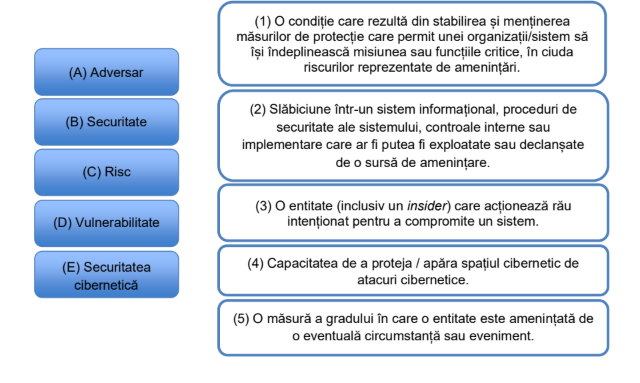 (A) Adversar
(B) Securitate
(C) Risc
(D) Vulnerabilitate
(E) Securitatea
cibernetică
(1) O condiție care rezultă din stabilirea și menținerea
măsurilor de protecție care permit unei organizații/sistem să
își îndeplinească misiunea sau funcțiile critice, în ciuda
riscurilor reprezentate de amenințări.
(2) Slăbiciune într-un sistem informațional, proceduri de
securitate ale sistemului, controale interne sau
implementare care ar fi putea fi exploatate sau declanșate
de o sursă de amenințare.
(3) O entitate (inclusiv un insider) care acționează rău
intenționat pentru a compromite un sistem.
(4) Capacitatea de a proteja / apăra spațiul cibernetic de
atacuri cibernetice.
(5) O măsură a gradului în care o entitate este amenințată de
o eventuală circumstanță sau eveniment.